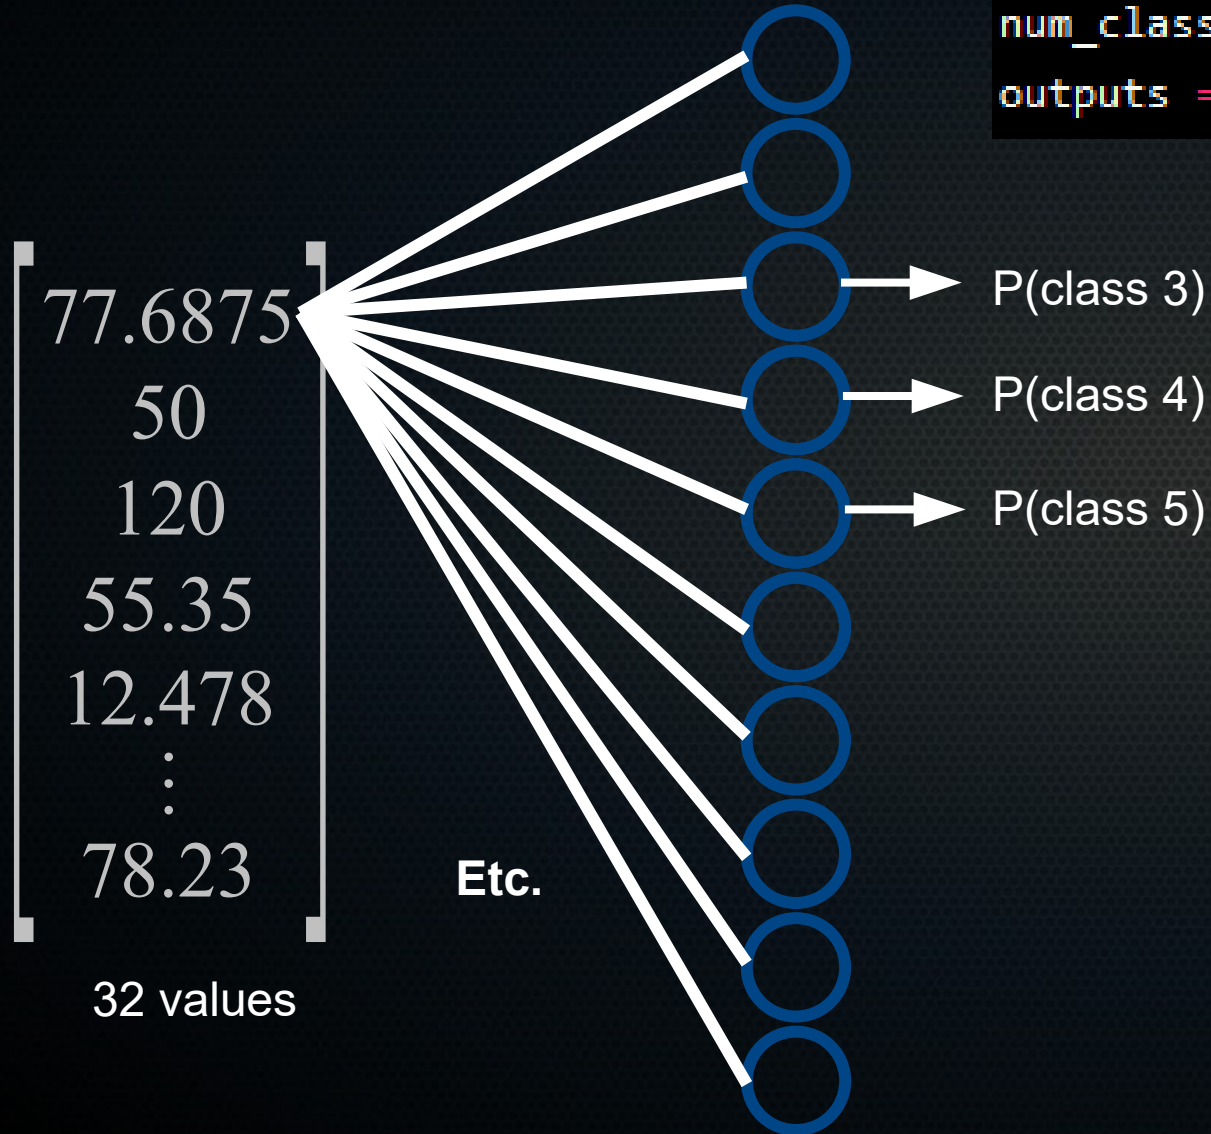 num_class
outputs =
77.6875
50
120
55.35
12.478
⋮
78.23
32 values
Etc.
P(class 3)
P(class 4)
P(class 5)